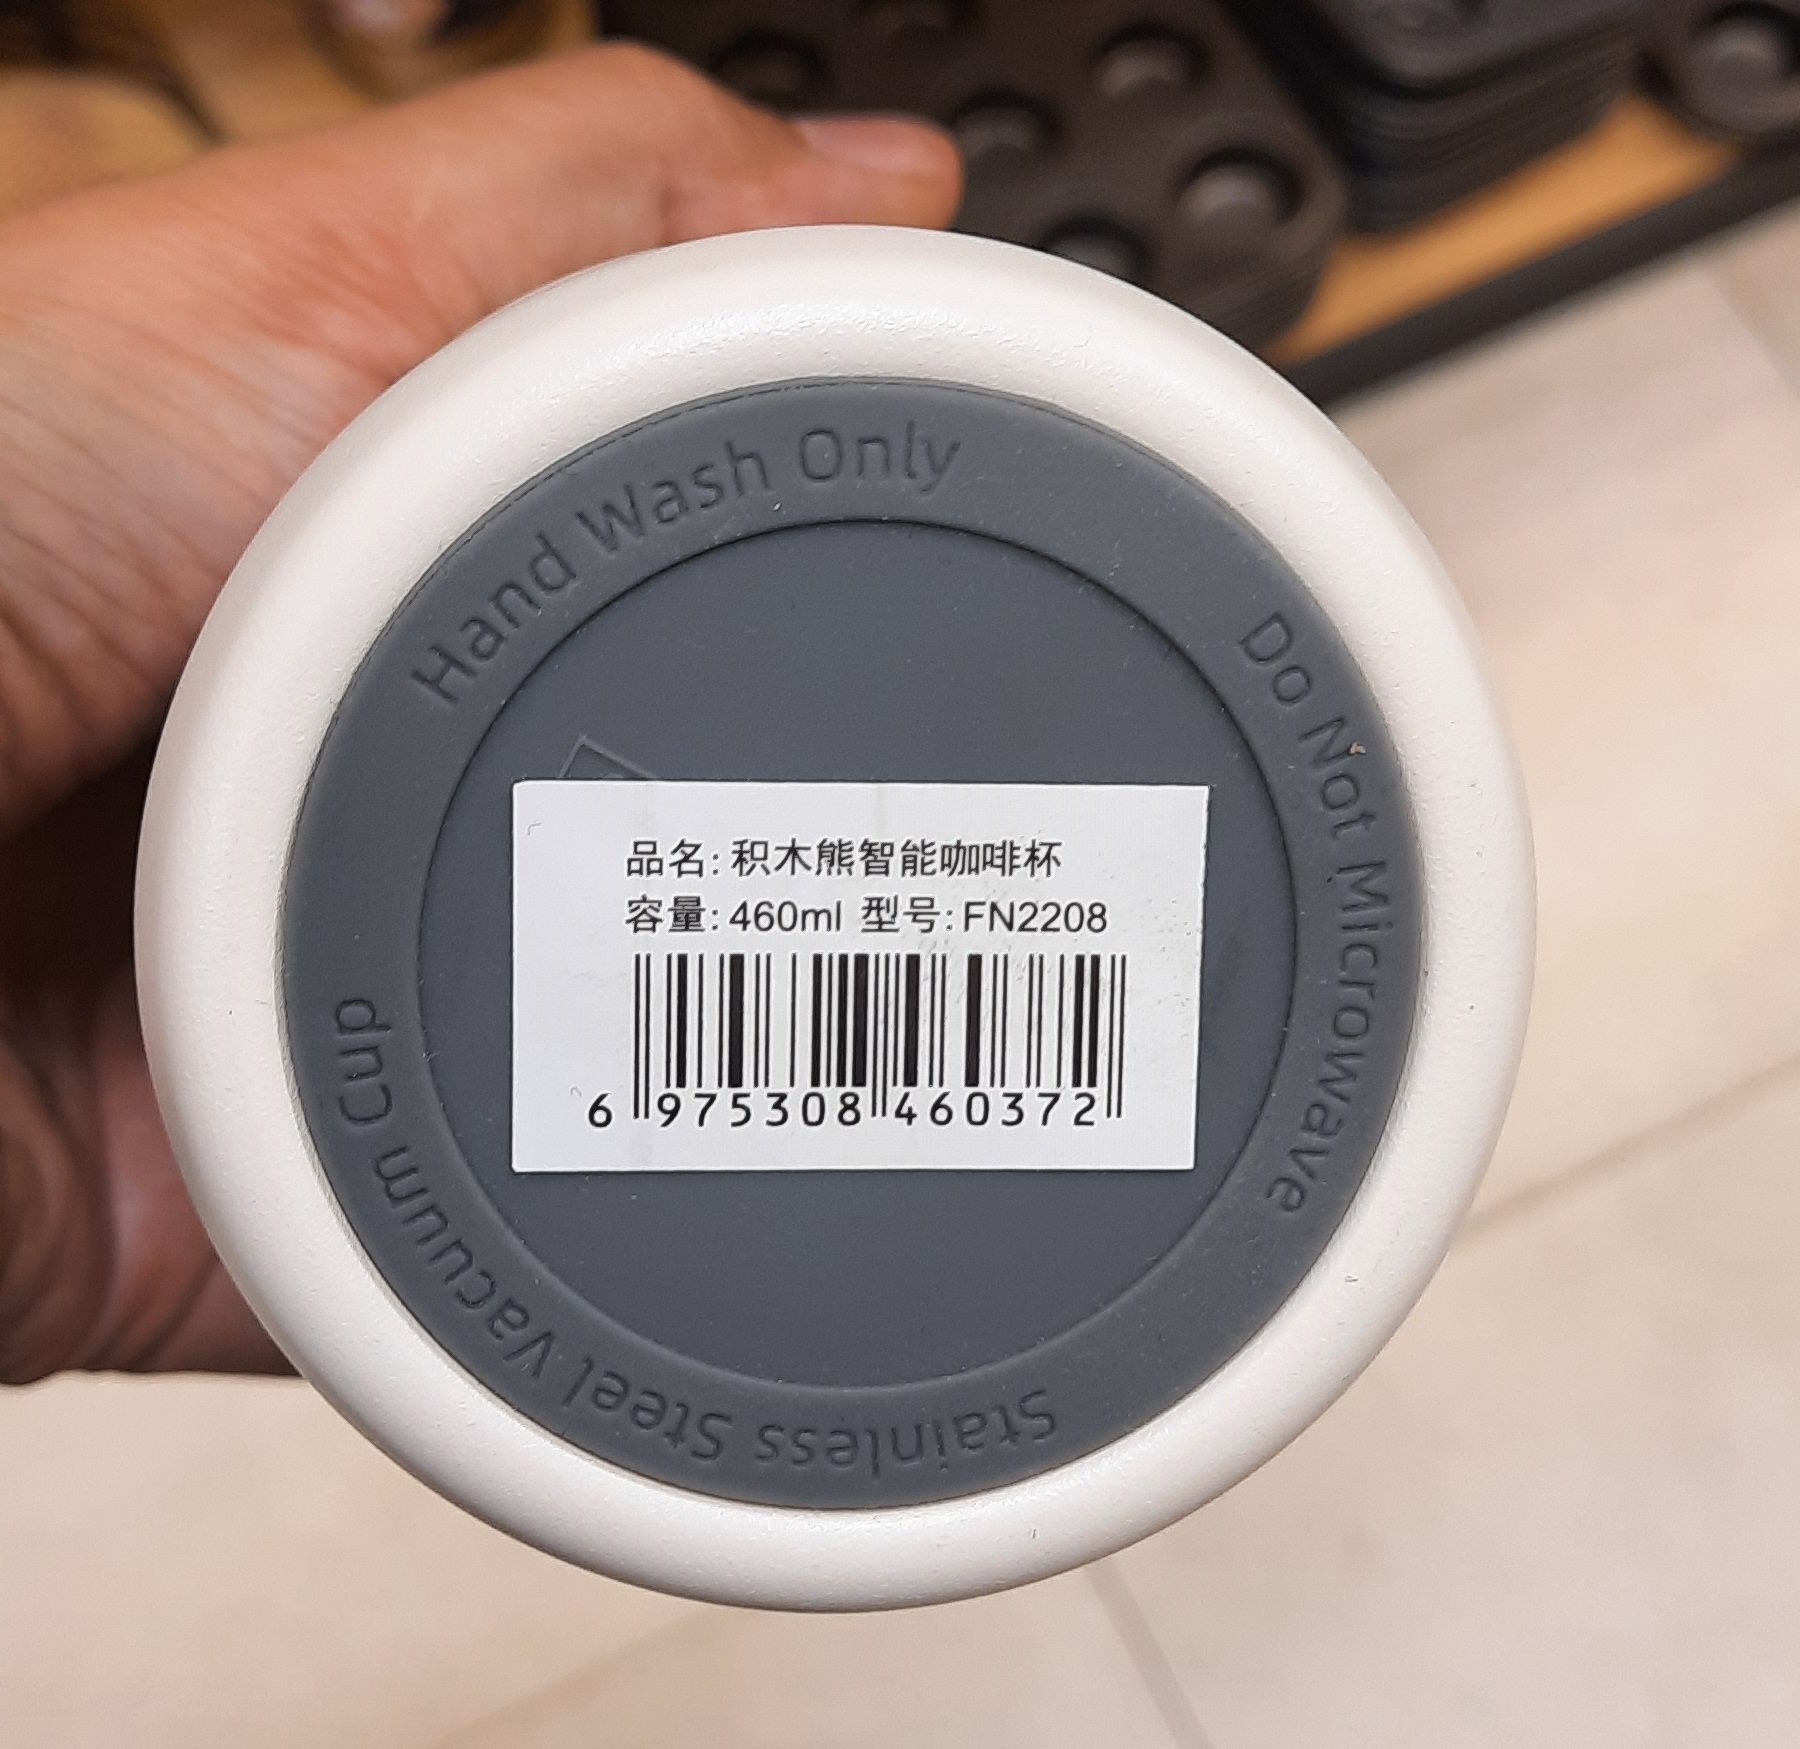 Hand Wash Only
Do Not Microwave
Stainless Steel Vacuum Cup
品名:积木熊智能咖啡杯
容量:460ml 型号:FN2208
6 975308 460372